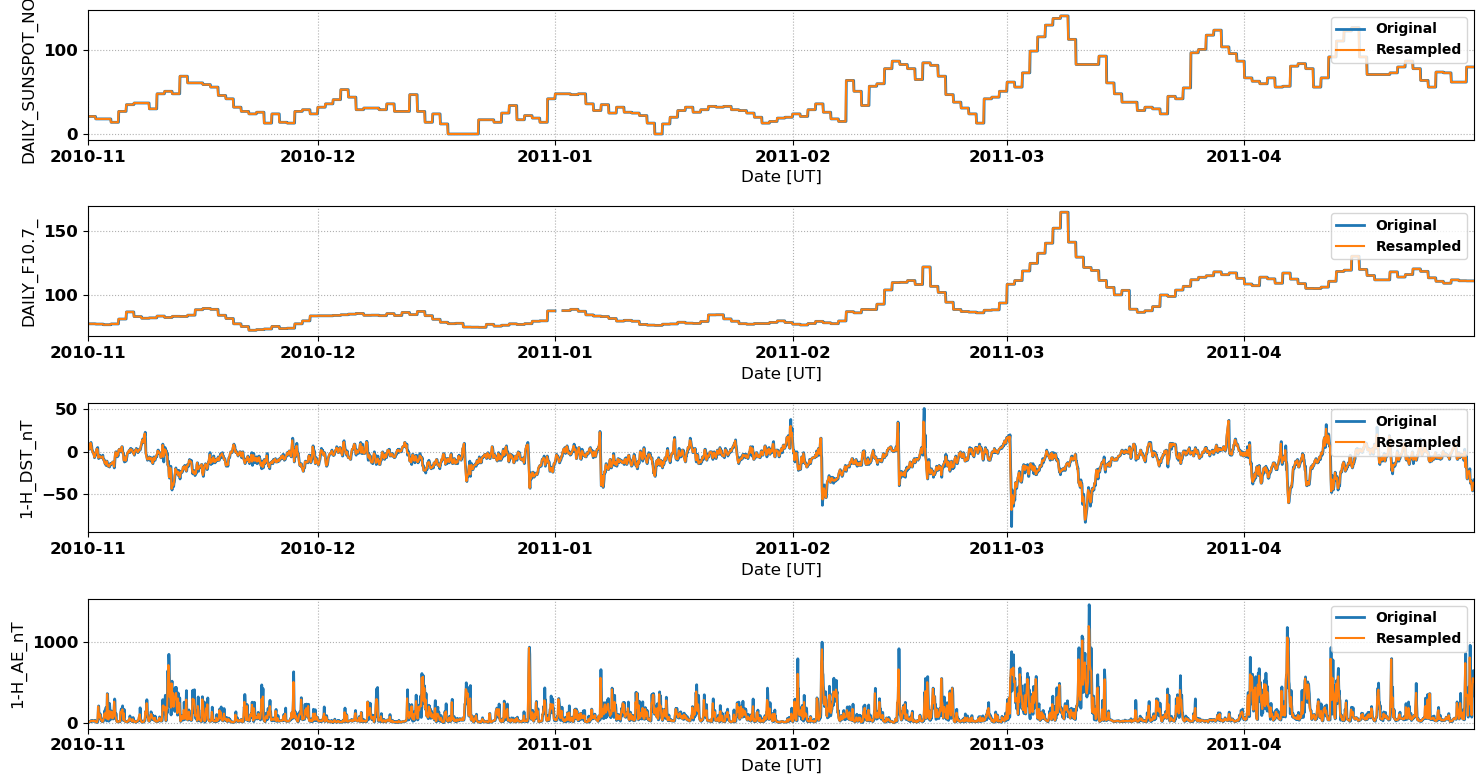 DAILY_SUNSPOT_NO
100
0
Original
Resampled
2010-11 2010-12 2011-01 2011-02 2011-03 2011-04
Date [UT]
DAILY_F10.7_
150
100
Original
Resampled
2010-11 2010-12 2011-01 2011-02 2011-03 2011-04
Date [UT]
1-H_DST_nT
50
0
−50
Original
Resampled
2010-11 2010-12 2011-01 2011-02 2011-03 2011-04
Date [UT]
1-H_AE_nT
1000
0
Original
Resampled
2010-11 2010-12 2011-01 2011-02 2011-03 2011-04
Date [UT]